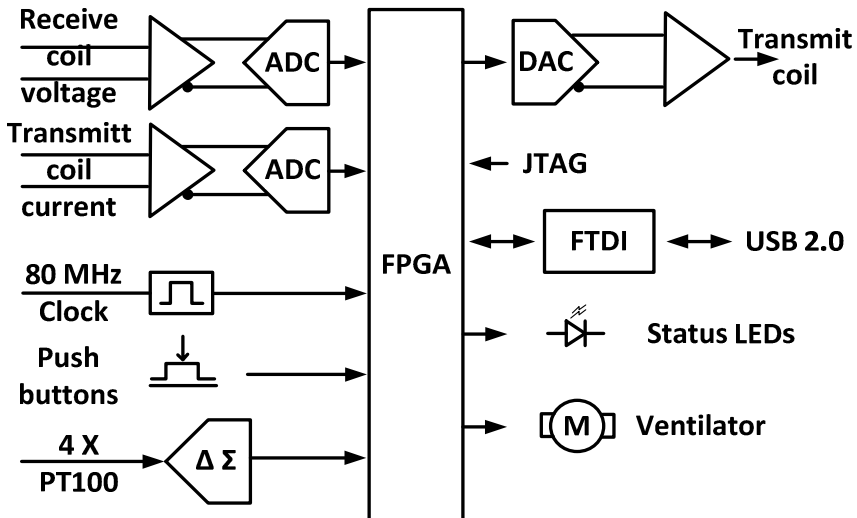 Receive
coil
voltage
ADC
Transmitt
coil
current
ADC
80 MHz
Clock
Push
buttons
4 X
PT100
Δ Σ
FPGA
DAC
Transmit
coil
JTAG
FTDI
USB 2.0
Status LEDs
M
Ventilator